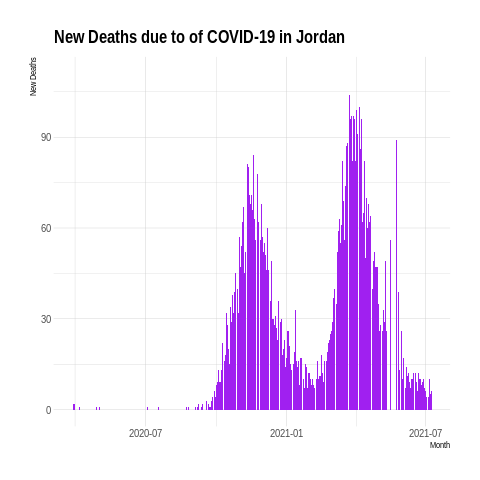 New Deaths due to of COVID-19 in Jordan
New Deaths
90
60
30
0
2020-07
2021-01
2021-07
Month